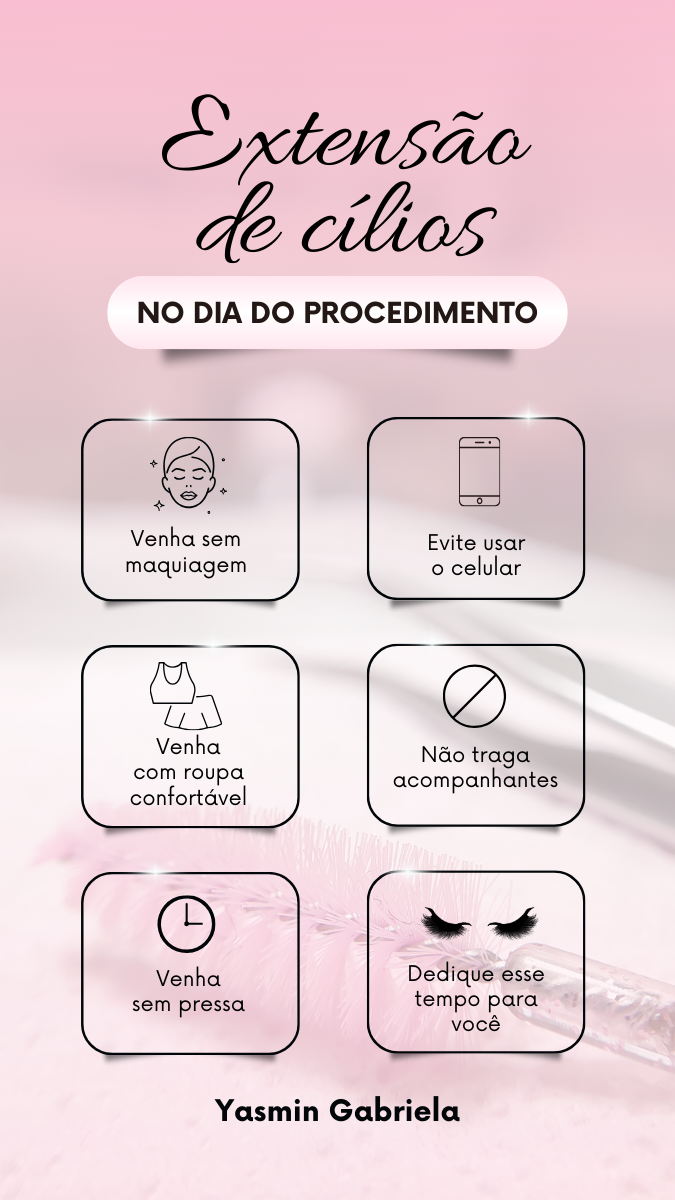 Extensão
de cílios
NO DIA DO PROCEDIMENTO
Venha sem
maquiagem
Evite usar
o celular
Venha
com roupa
confortável
Não traga
acompanhantes
Venha
sem pressa
Dedique esse
tempo para
você
Yasmin Gabriela